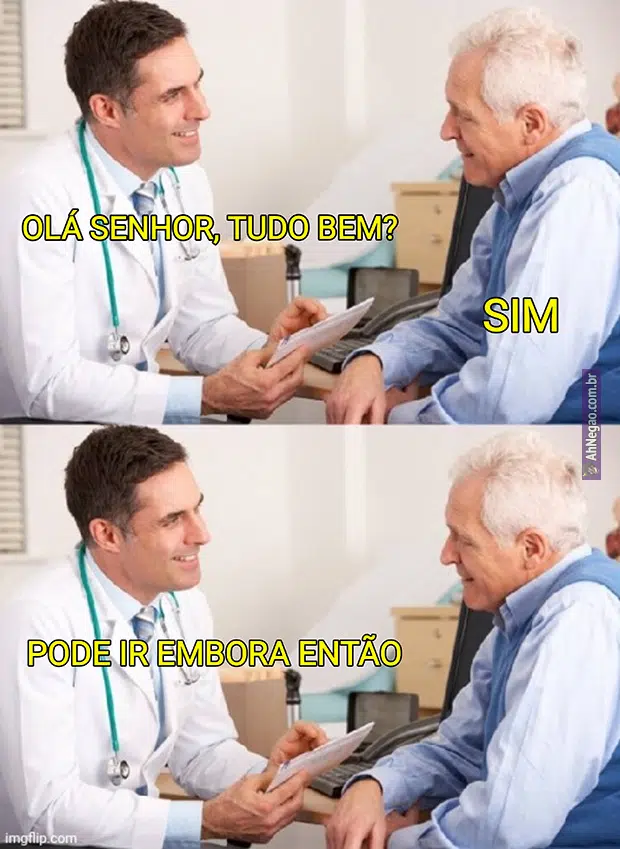 OLÁ SENHOR, TUDO BEM?
SIM
AhNegao.com.br
PODE IR EMBORA ENTÃO
imgflip.com